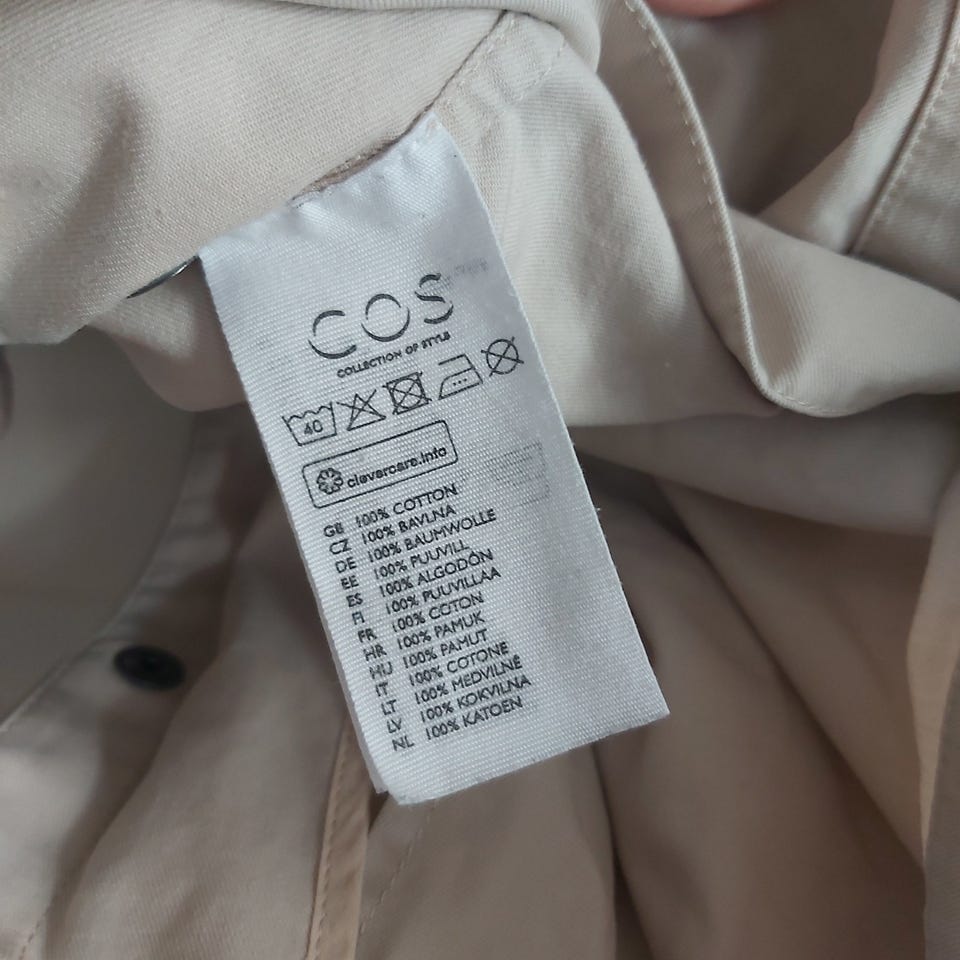 COS
COLLECTION OF STYLE
40
clevercare.info
GB 100% COTTON
CZ 100% BAVLNA
DE 100% BAUMWOLLE
EE 100% PUUVILL
ES 100% ALGODÓN
FI 100% PUUVILLAA
FR 100% COTON
HR 100% PAMUK
HU 100% PAMUT
IT 100% COTONE
LT 100% MEDVILNĖ
LV 100% KOKVILNA
NL 100% KATOEN